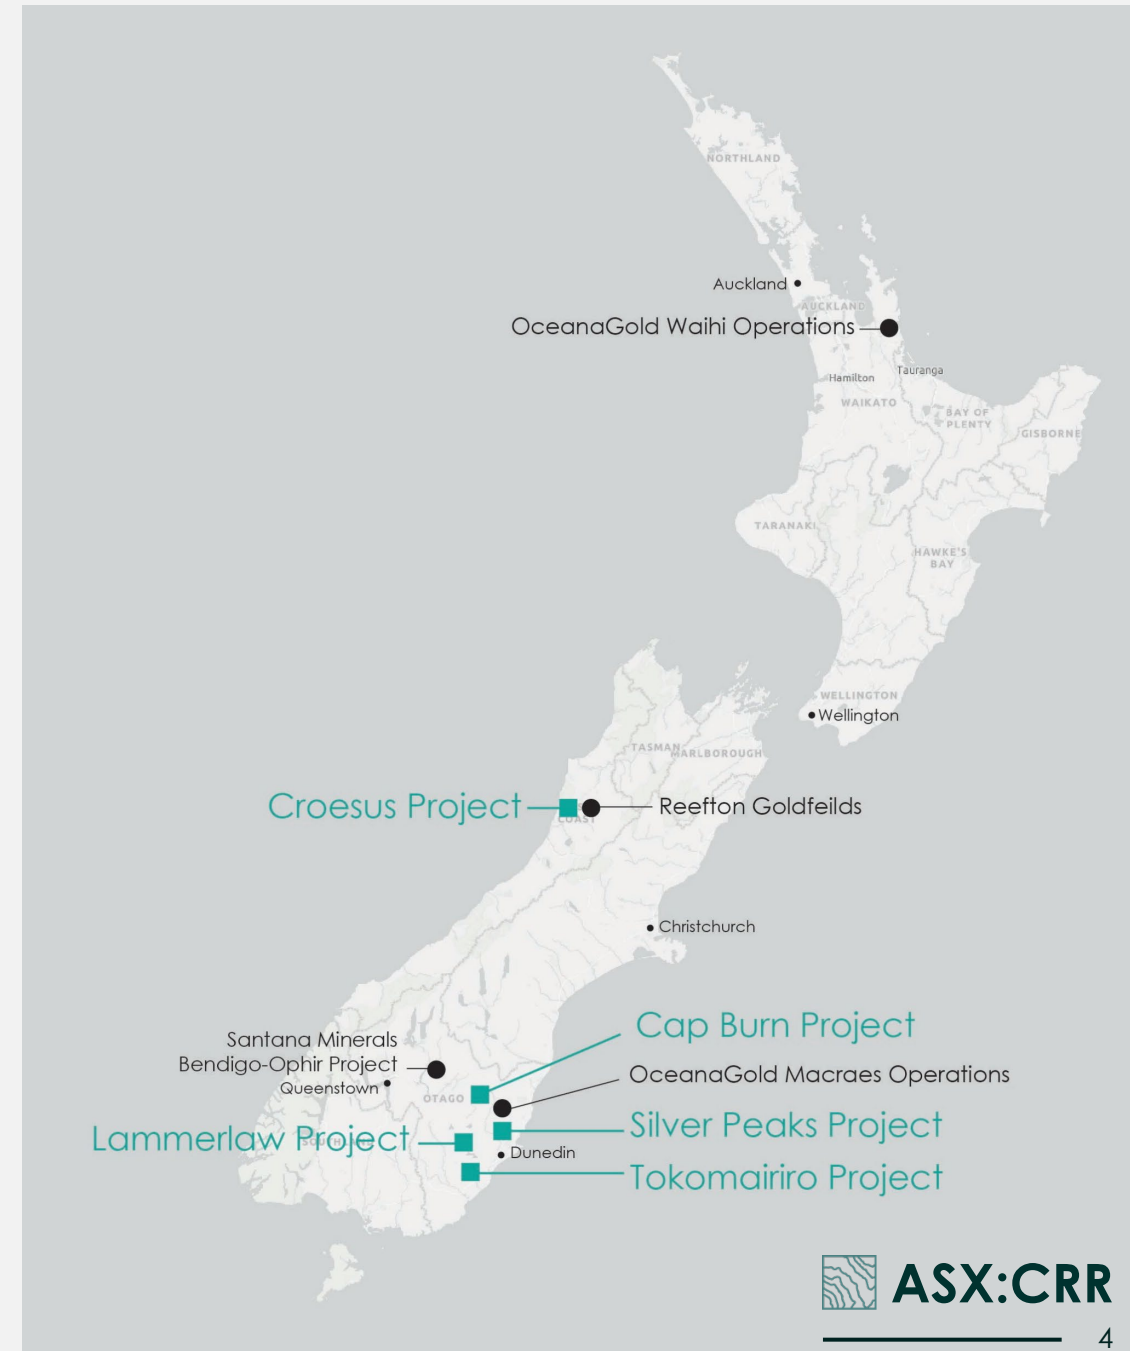 NORTHLAND
Auckland
AUCKLAND
OceanaGold Waihi Operations
Tauranga
Hamilton
WAIKATO
BAY OF
PLENTY
GISBORNE
TARANAKI
HAWKE'S
BAY
WELLINGTON
Wellington
TASMAN
MARLBOROUGH
Croesus Project
Reefton Goldfeilds
COAST
Christchurch
Cap Burn Project
Santana Minerals
Bendigo-Ophir Project
Queenstown
OceanaGold Macraes Operations
OTAGO
Silver Peaks Project
Lammerlaw Project
SOUTHLAND
Dunedin
Tokomairiro Project
ASX:CRR
4